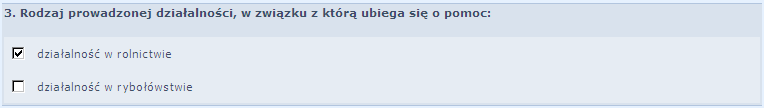 3. Rodzaj prowadzonej działalności, w związku z którą ubiega się o pomoc:
działalność w rolnictwie
działalność w rybołówstwie